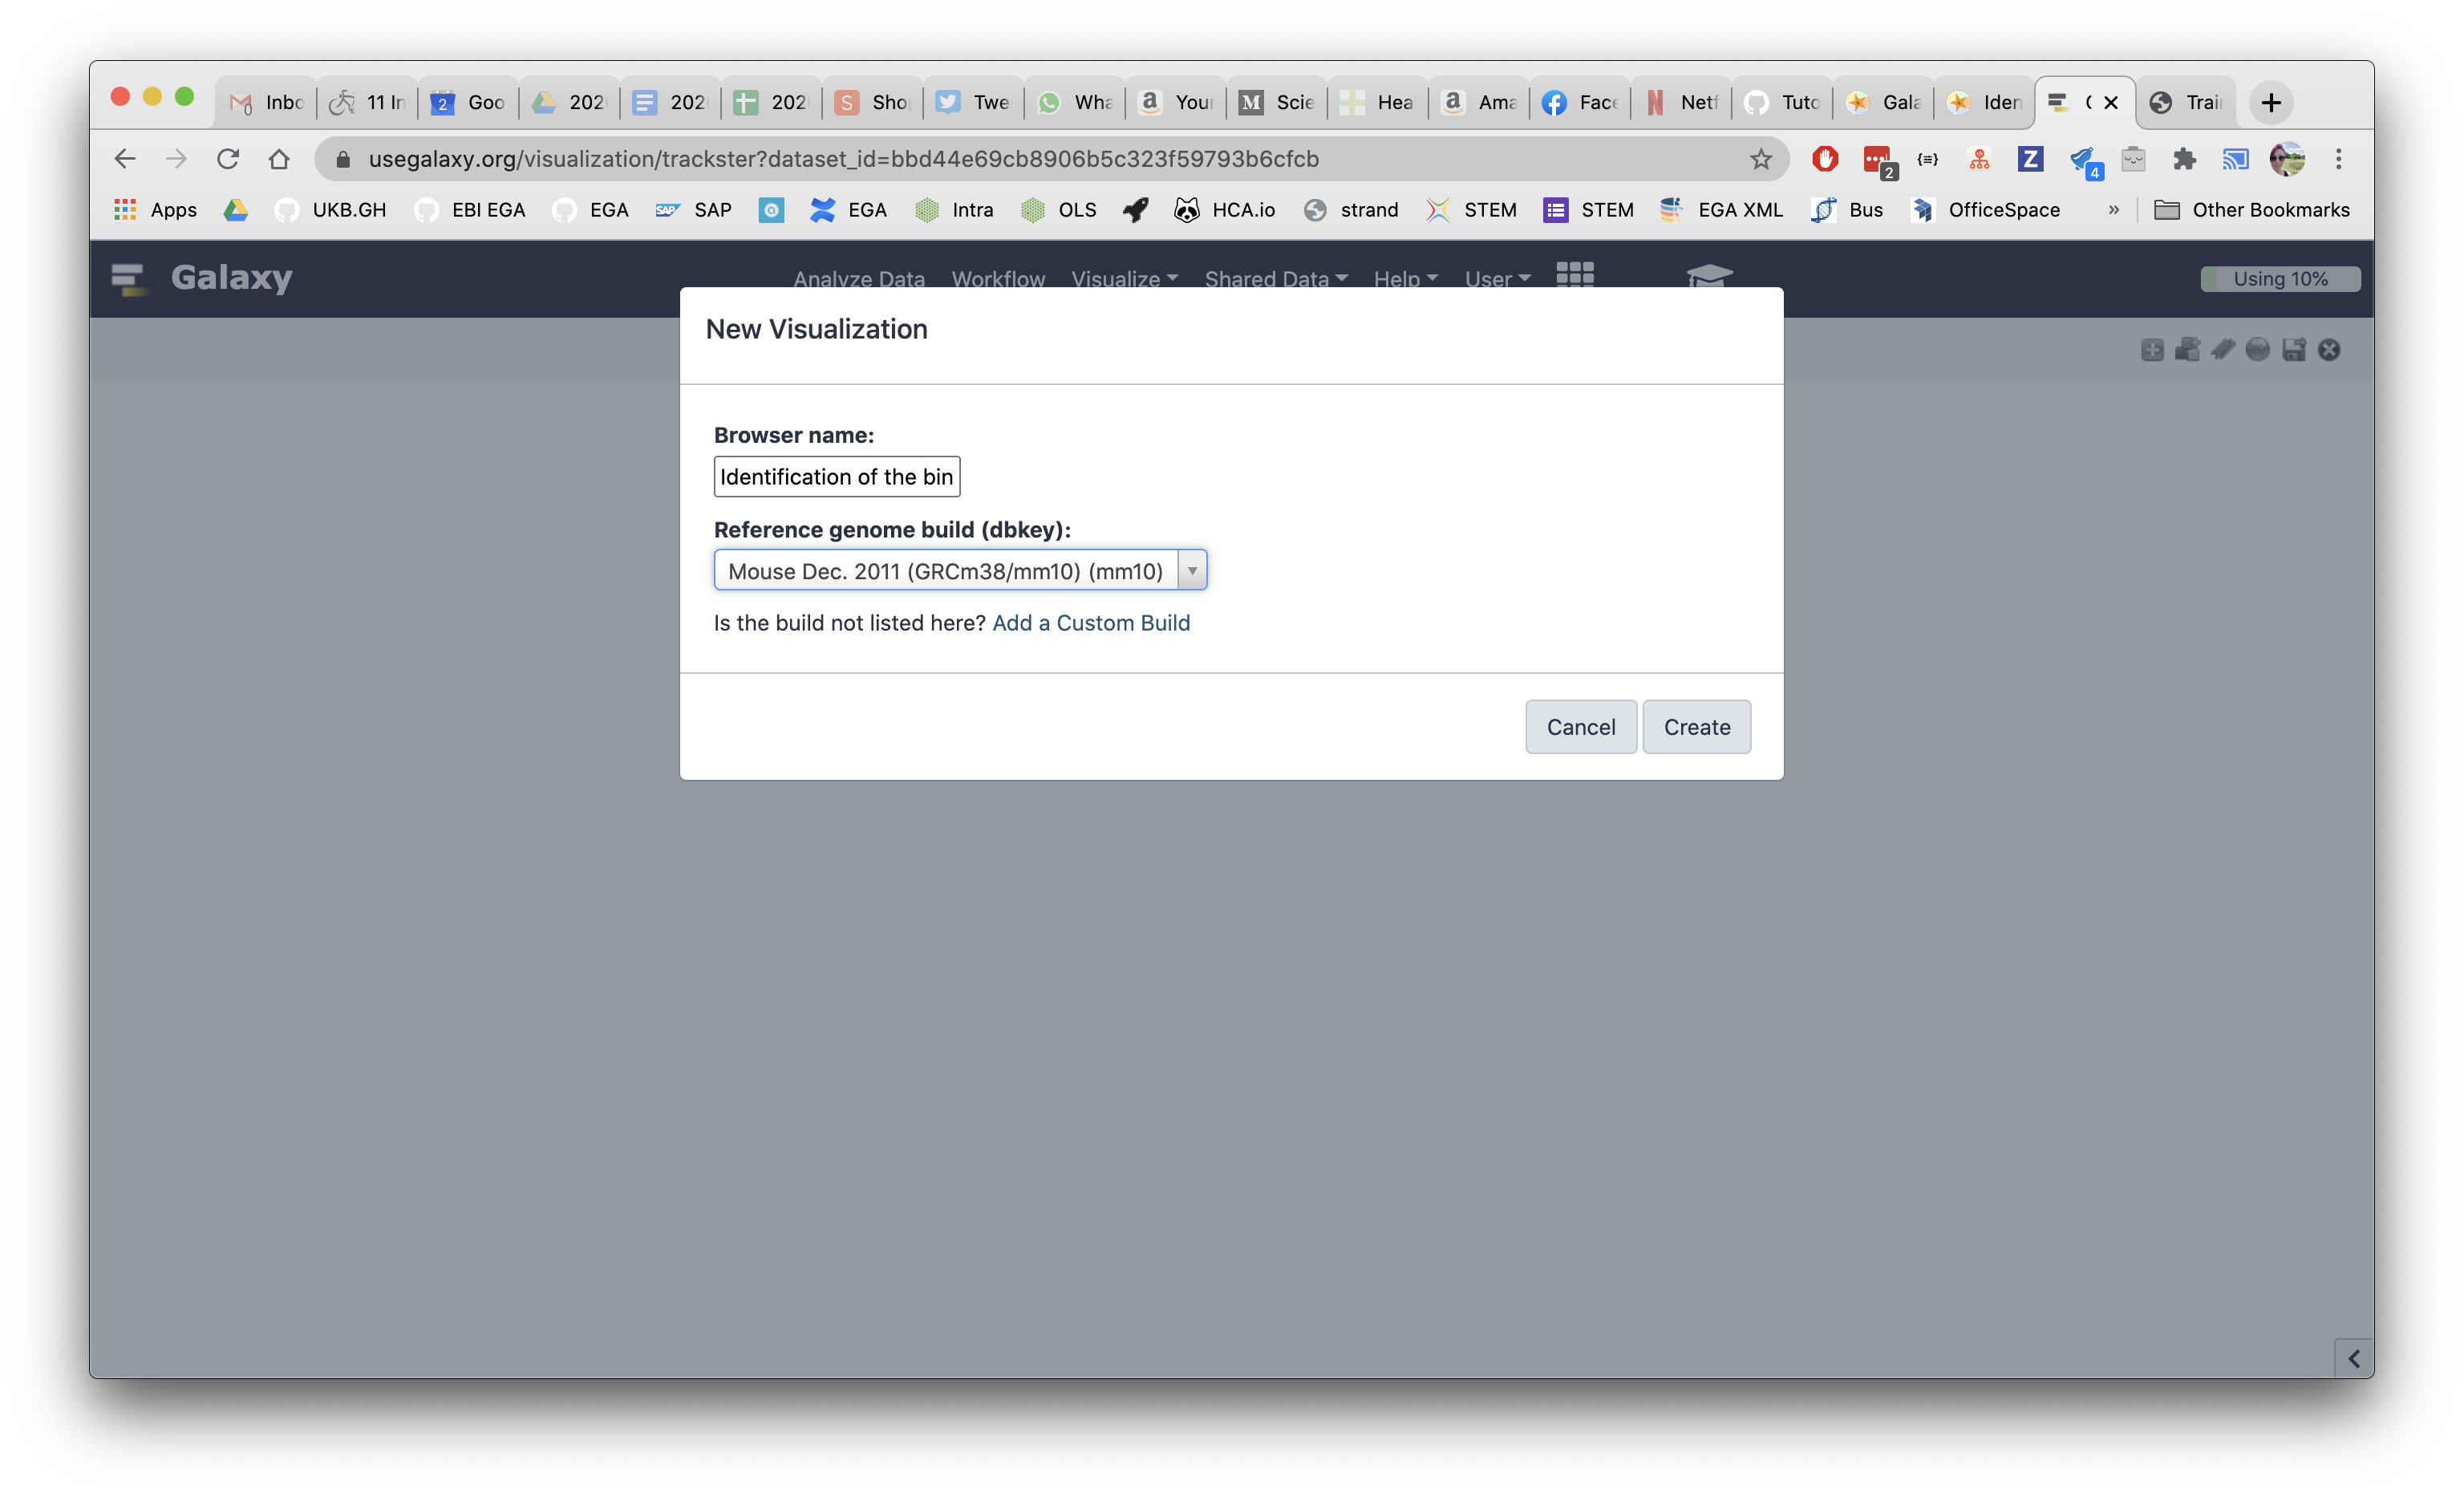 Inbo 11 In Goo 202 202 202 Sho Twe Wha Your Scie Hea Ama Face Netf Tuto Gala Iden Trai
usegalaxy.org/visualization/trackster?dataset_id=bbd44e69cb8906b5c323f59793b6cfcb
2 4
Apps UKB.GH EBI EGA EGA SAP EGA Intra OLS HCA.io strand STEM STEM EGA XML Bus OfficeSpace » Other Bookmarks
Galaxy Analyze Data Workflow Visualize Shared Data Help User Using 10%
New Visualization
Browser name:
Identification of the bin
Reference genome build (dbkey):
Mouse Dec. 2011 (GRCm38/mm10) (mm10)
Is the build not listed here? Add a Custom Build
Cancel Create